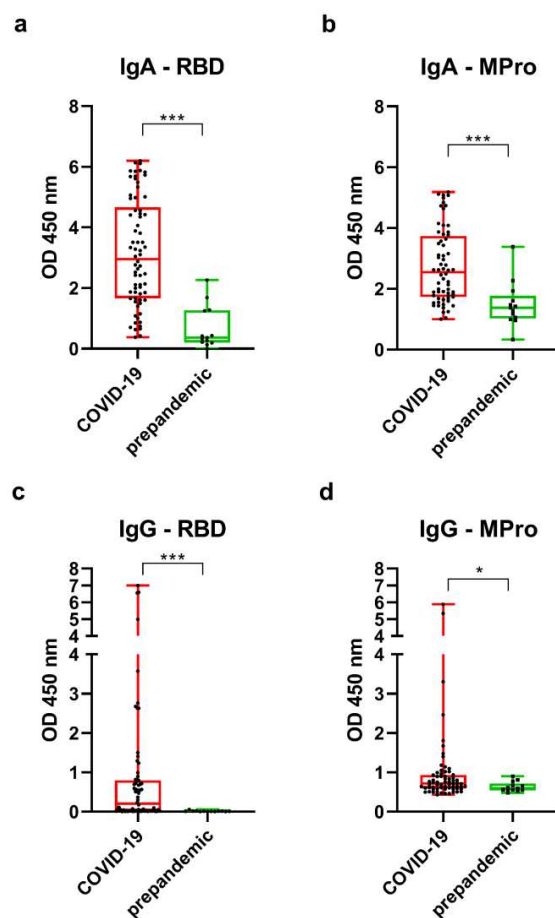 a
IgA - RBD
OD 450 nm
8
6
4
2
0
***
COVID-19
prepandemic
b
IgA - MPro
OD 450 nm
8
6
4
2
0
***
COVID-19
prepandemic
c
IgG - RBD
OD 450 nm
8
7
6
5
4
4
3
2
1
0
***
COVID-19
prepandemic
d
IgG - MPro
OD 450 nm
8
7
6
5
4
4
3
2
1
0
*
COVID-19
prepandemic